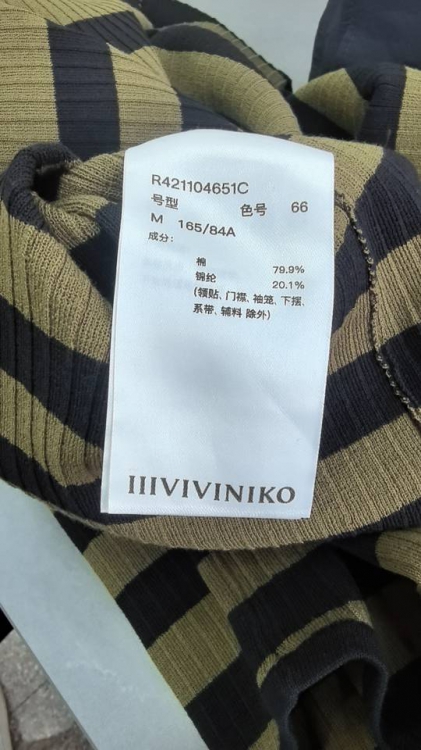 R421104651C
号型 色号 66
M 165/84A
成分：
棉 79.9%
锦纶 20.1%
(领贴、门襟、袖笼、下摆、
系带、辅料 除外)
IIIVIVINIKO